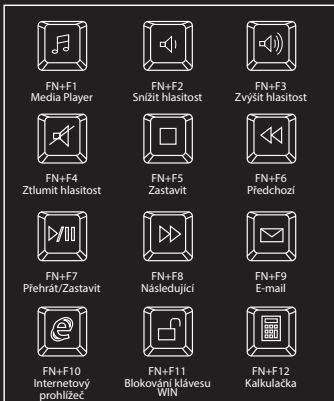 FN+F1
Media Player
FN+F2
Snížit hlasitost
FN+F3
Zvýšit hlasitost
FN+F4
Ztlumit hlasitost
FN+F5
Zastavit
FN+F6
Předchozí
FN+F7
Přehrát/Zastavit
FN+F8
Následující
FN+F9
E-mail
FN+F10
Internetový
prohlížeč
FN+F11
Blokování klávesu
WIN
FN+F12
Kalkulačka